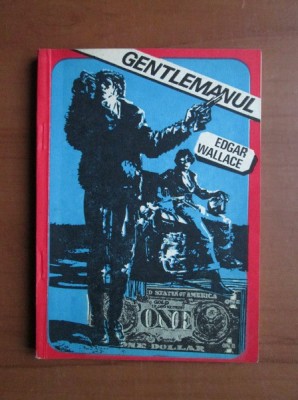 GENTLEMANUL
EDGAR
WALLACE
D STATES OF AMERICA
ONE
ONE DOLLAR